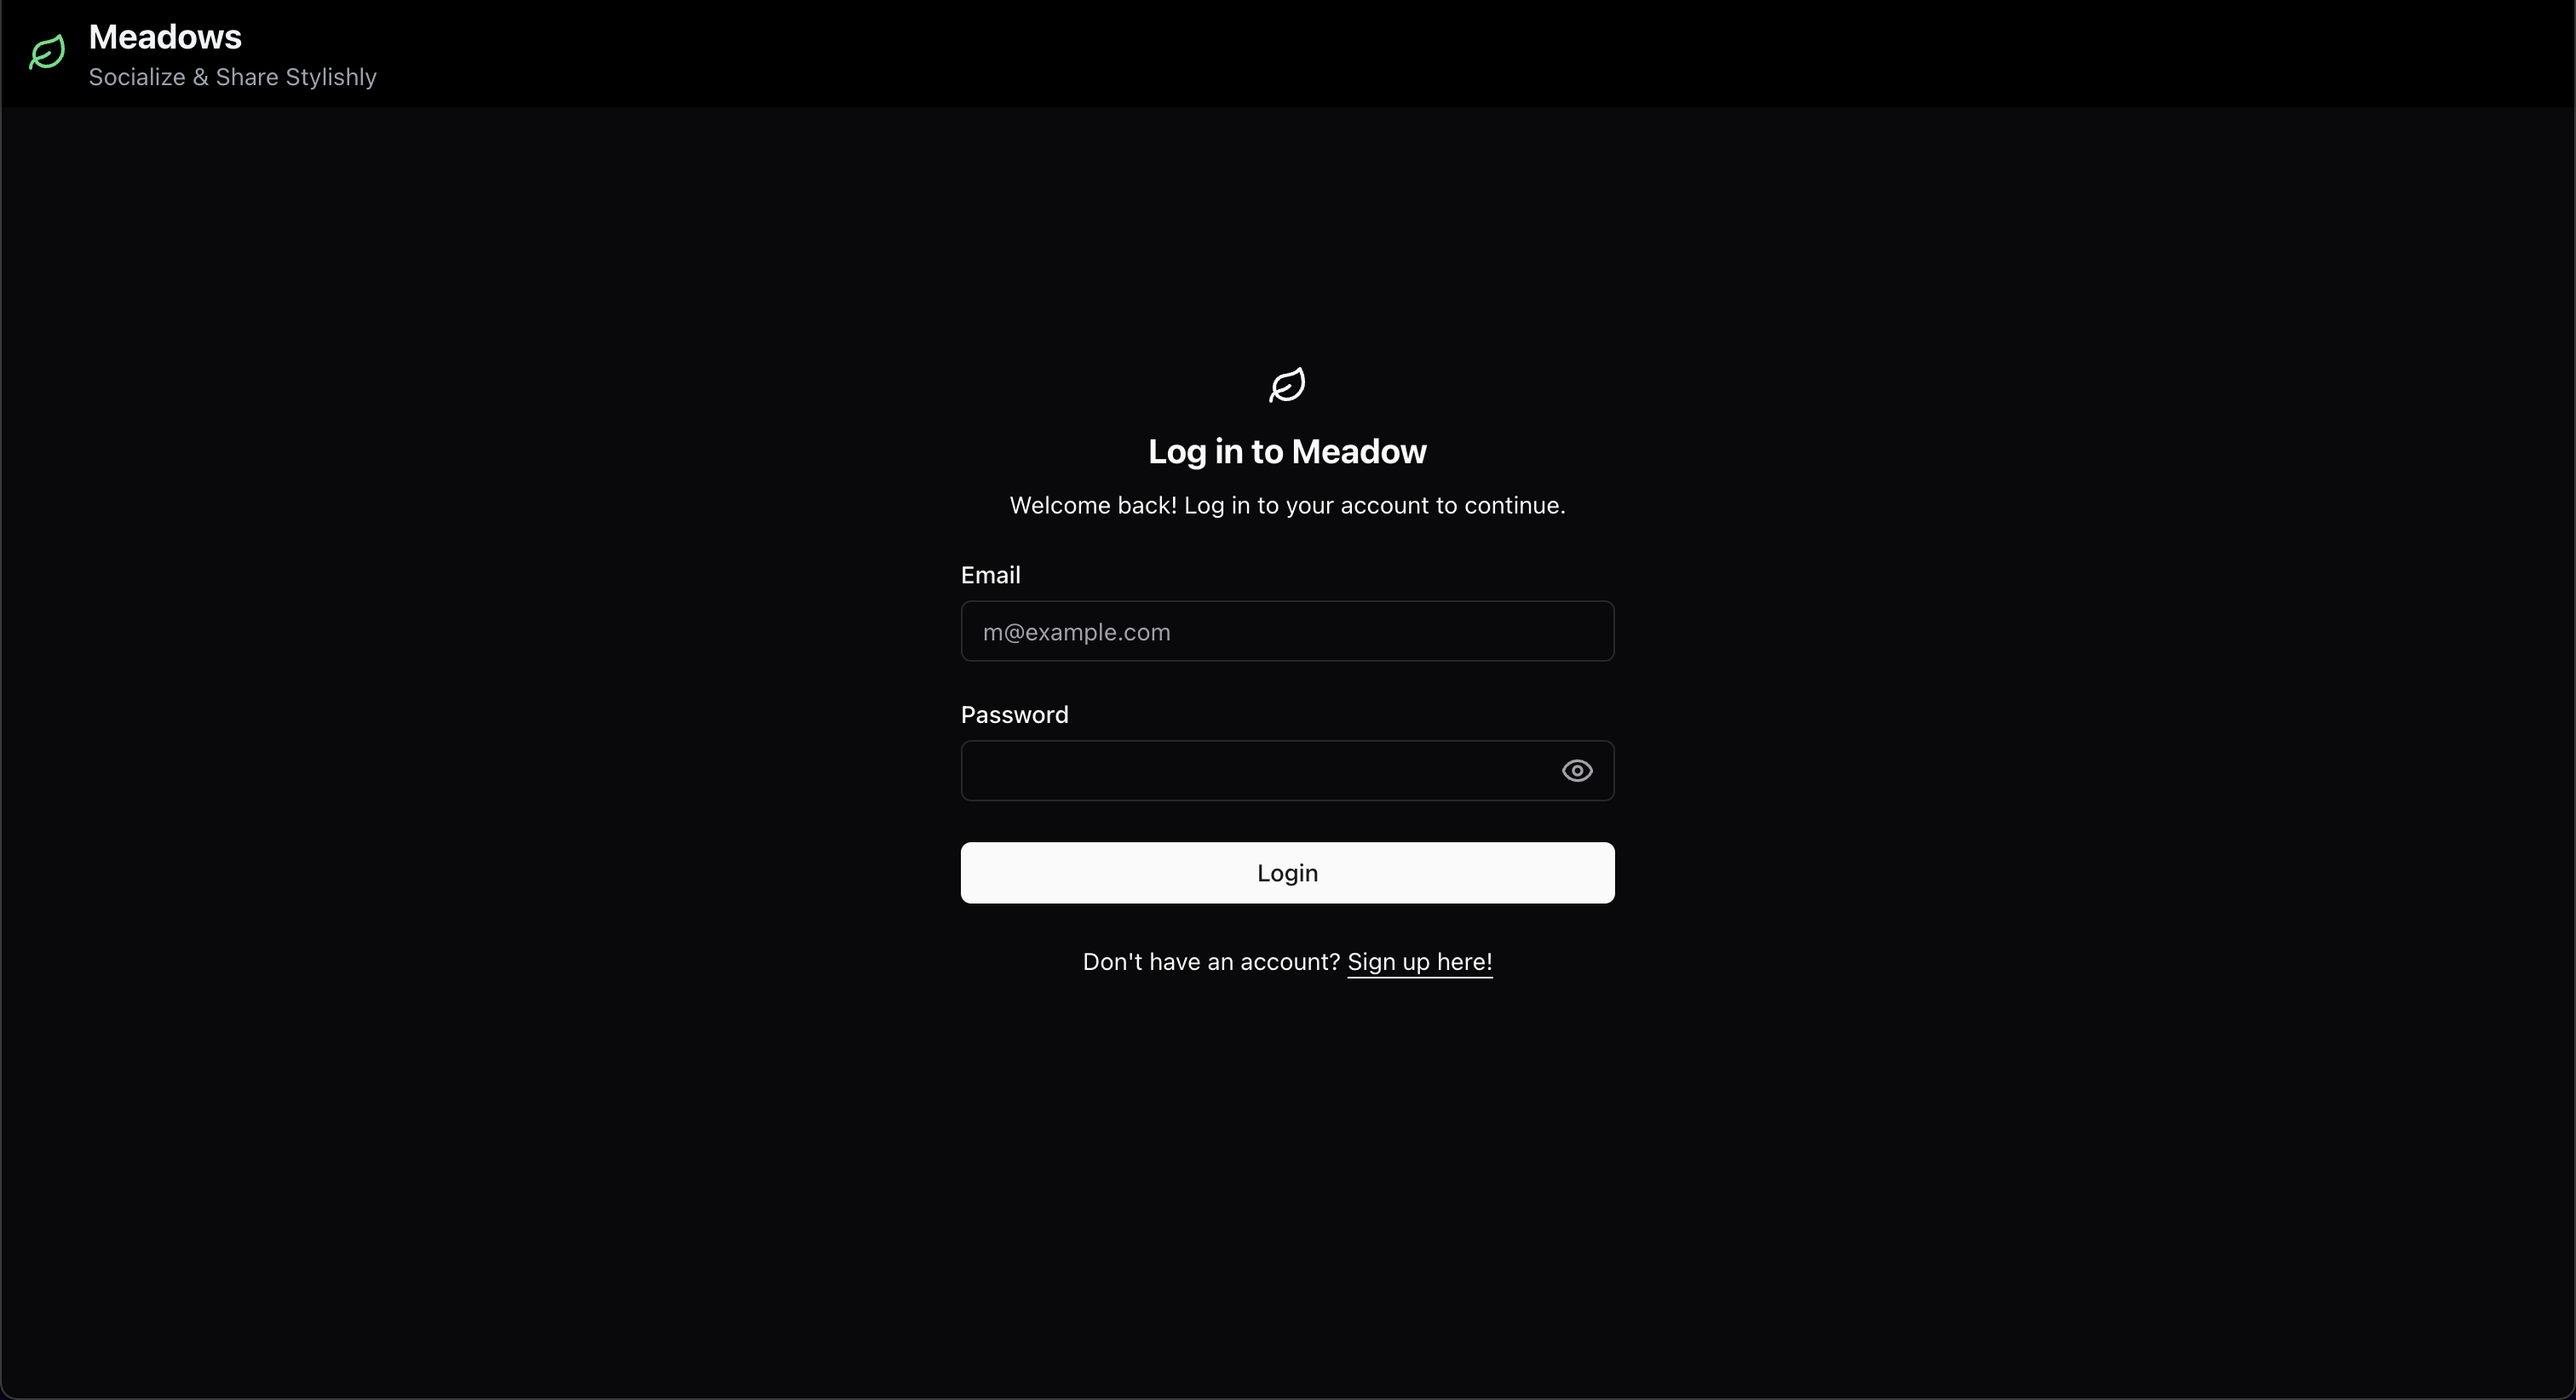 Meadows
Socialize & Share Stylishly
Log in to Meadow
Welcome back! Log in to your account to continue.
Email
m@example.com
Password
Login
Don't have an account? Sign up here!